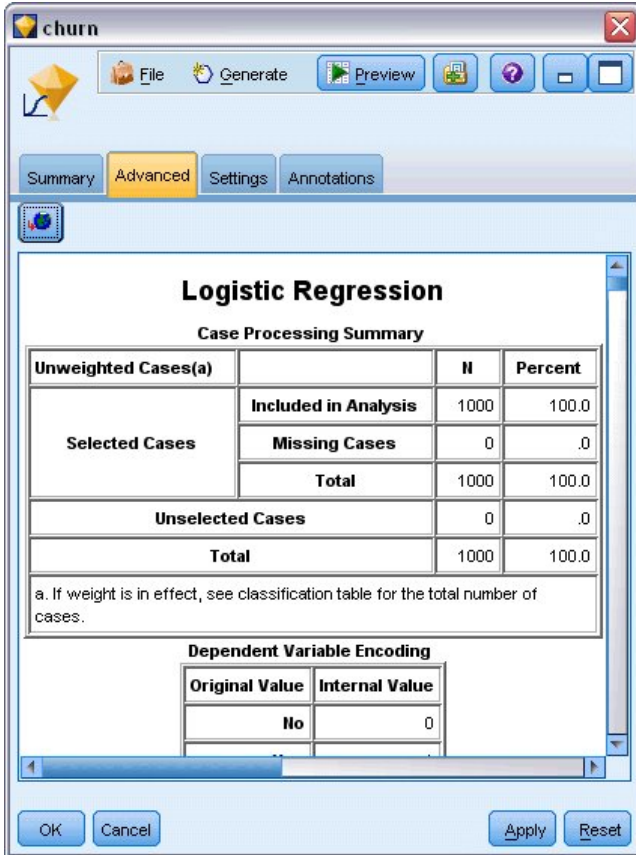 churn
File Generate Preview
Summary Advanced Settings Annotations
Logistic Regression
Case Processing Summary
Unweighted Cases(a) N Percent
Selected Cases Included in Analysis 1000 100.0
Missing Cases 0 .0
Total 1000 100.0
Unselected Cases 0 .0
Total 1000 100.0
a. If weight is in effect, see classification table for the total number of
cases.
Dependent Variable Encoding
Original Value Internal Value
No 0
OK Cancel Apply Reset